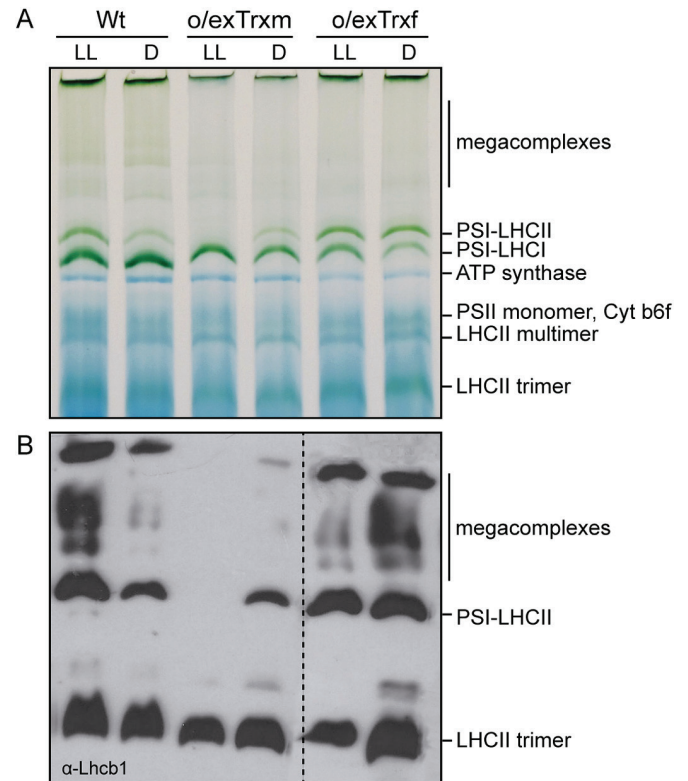 A
Wt o/exTrxm o/exTrxf
LL D LL D LL D
megacomplexes
PSI-LHCII
PSI-LHCI
ATP synthase
PSII monomer, Cyt b6f
LHCII multimer
LHCII trimer
B
megacomplexes
PSI-LHCII
LHCII trimer
α-Lhcb1